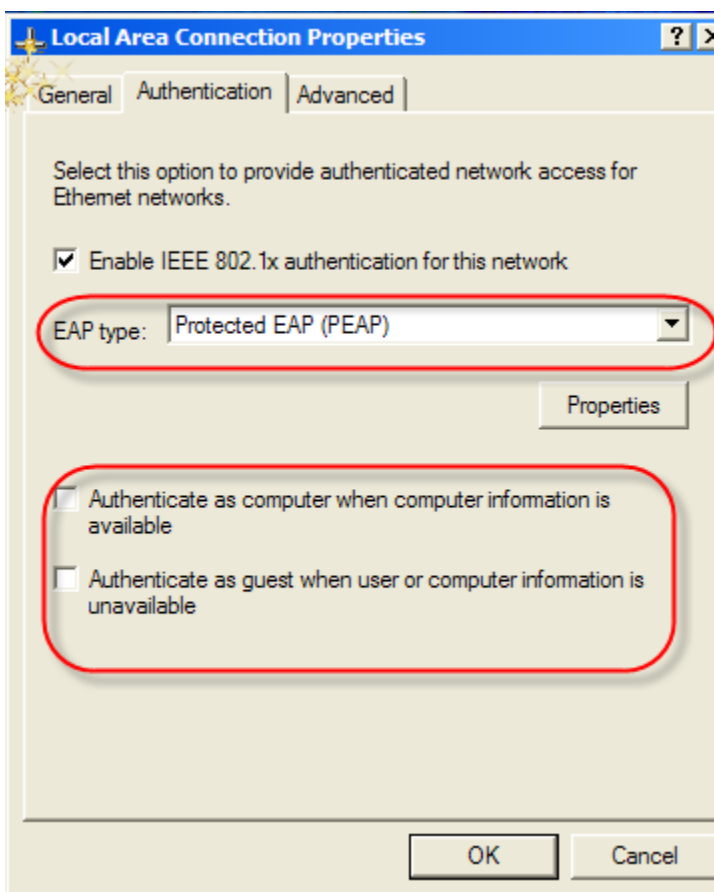 Local Area Connection Properties
General Authentication Advanced
Select this option to provide authenticated network access for
Ethernet networks.
Enable IEEE 802.1x authentication for this network
EAP type: Protected EAP (PEAP)
Properties
Authenticate as computer when computer information is
available
Authenticate as guest when user or computer information is
unavailable
OK Cancel